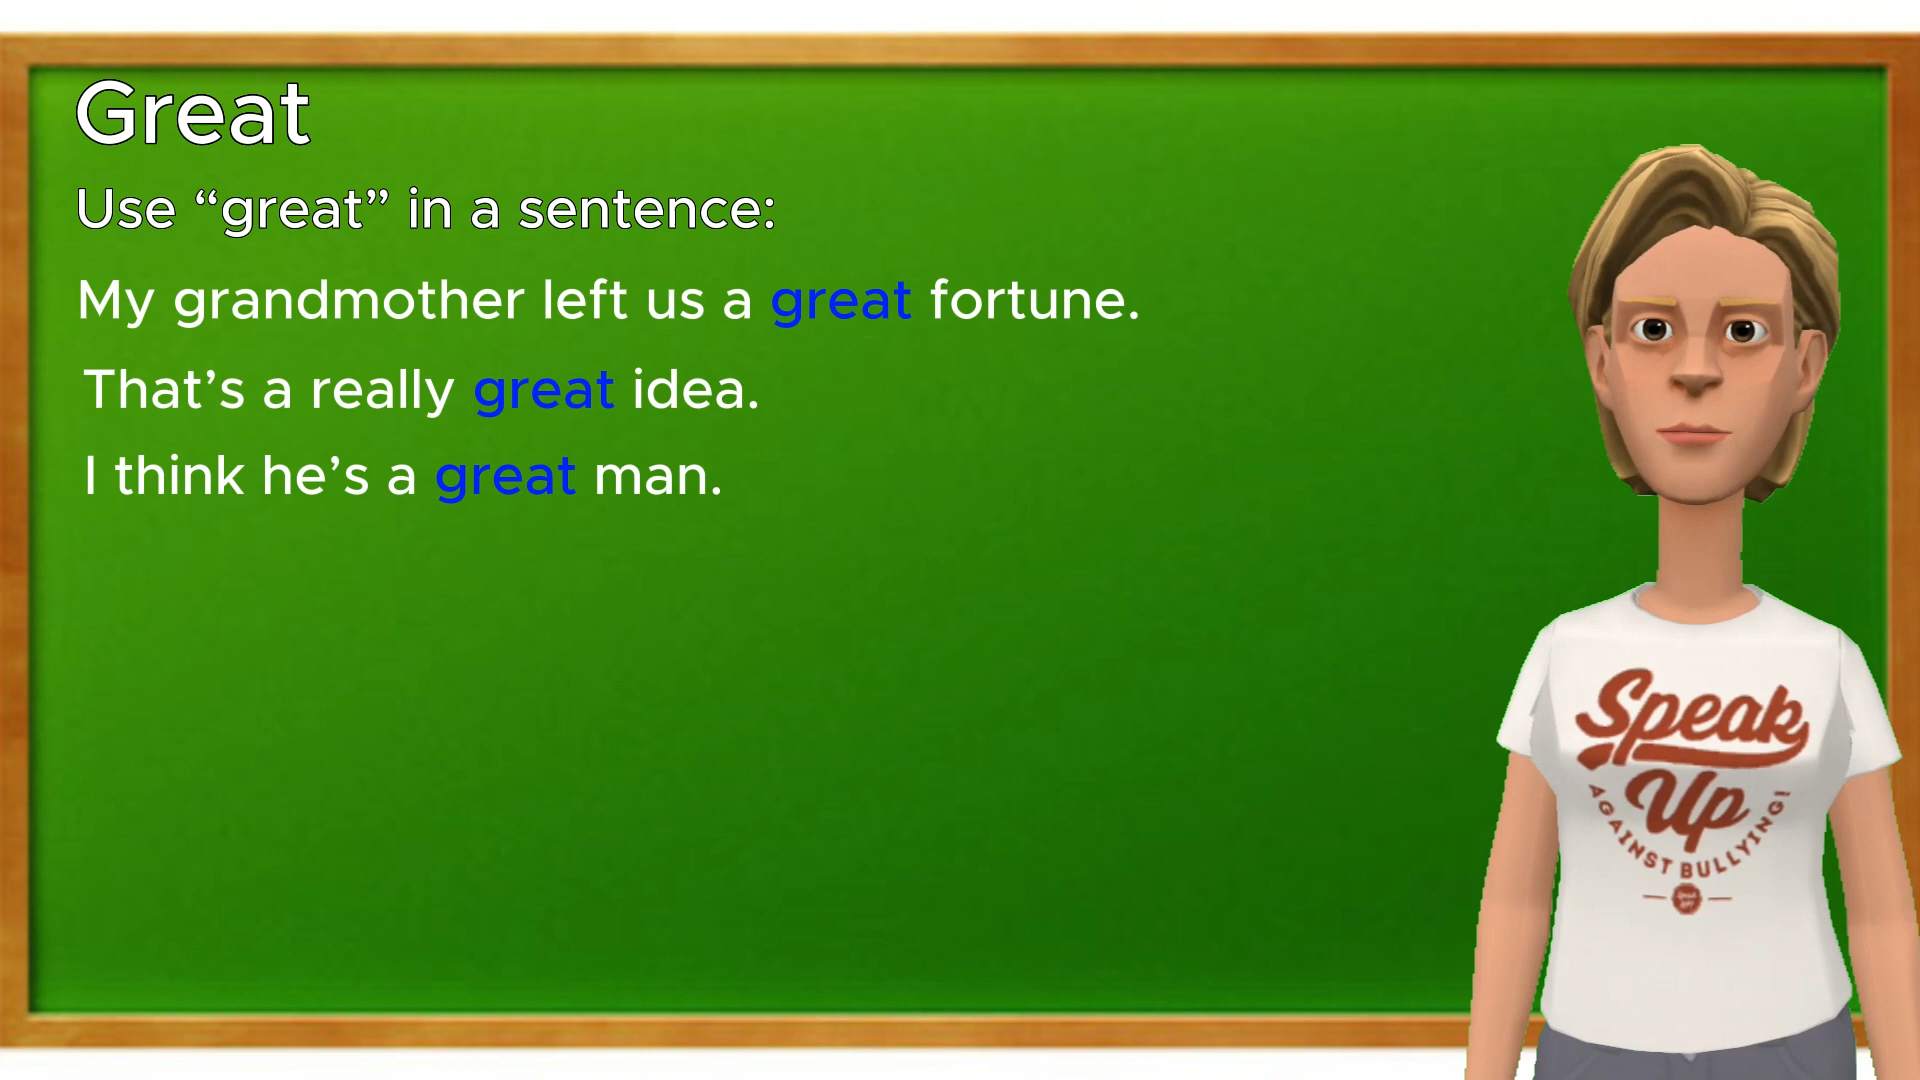 Great
Use “great” in a sentence:
My grandmother left us a great fortune.
That’s a really great idea.
I think he’s a great man.
Speak
Up
AGAINST BULLYING!